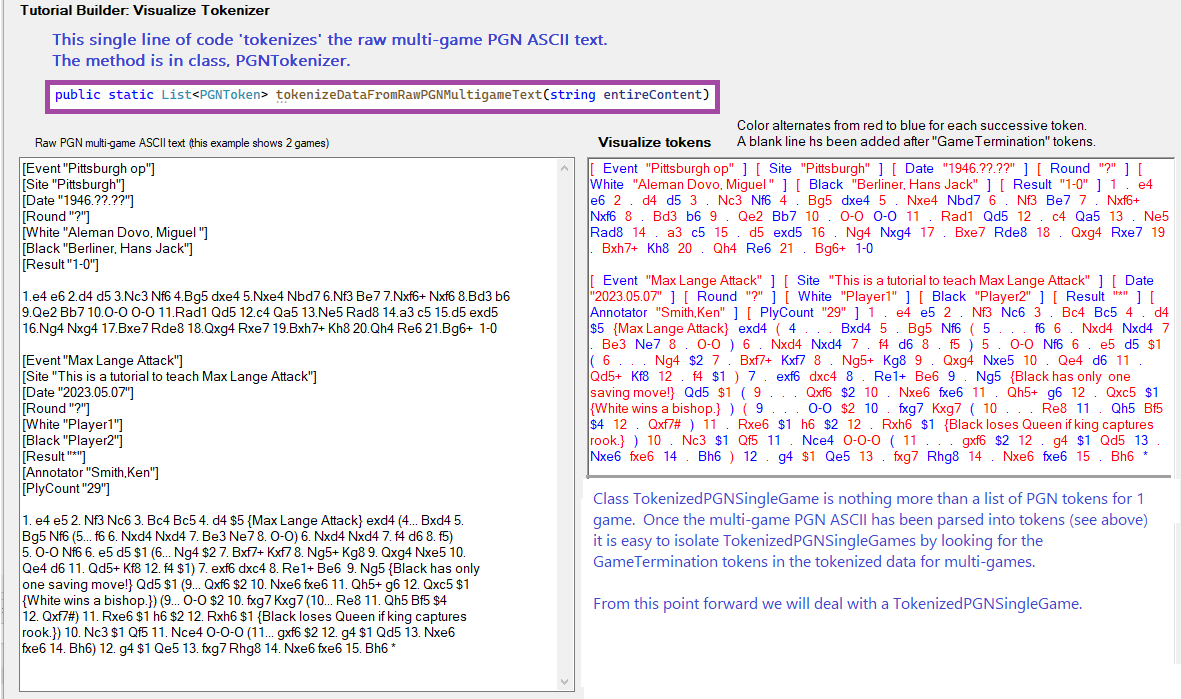 Tutorial Builder: Visualize Tokenizer
This single line of code 'tokenizes' the raw multi-game PGN ASCII text.
The method is in class, PGNTokenizer.
public static List<PGNToken> tokenizeDataFromRawPGNMultigameText(string entireContent)
Raw PGN multi-game ASCII text (this example shows 2 games)
Visualize tokens
Color alternates from red to blue for each successive token.
A blank line hs been added after "GameTermination" tokens.
[Event "Pittsburgh op"]
[Site "Pittsburgh"]
[Date "1946.??.??"]
[Round "?"]
[White "Aleman Dovo, Miguel "]
[Black "Berliner, Hans Jack"]
[Result "1-0"]
1.e4 e6 2.d4 d5 3.Nc3 Nf6 4.Bg5 dxe4 5.Nxe4 Nbd7 6.Nf3 Be7 7.Nxf6+ Nxf6 8.Bd3 b6
9.Qe2 Bb7 10.O-O O-O 11.Rad1 Qd5 12.c4 Qa5 13.Ne5 Rad8 14.a3 c5 15.d5 exd5
16.Ng4 Nxg4 17.Bxe7 Rde8 18.Qxg4 Rxe7 19.Bxh7+ Kh8 20.Qh4 Re6 21.Bg6+ 1-0
[Event "Max Lange Attack"]
[Site "This is a tutorial to teach Max Lange Attack"]
[Date "2023.05.07"]
[Round "?"]
[White "Player1"]
[Black "Player2"]
[Result "*"]
[Annotator "Smith,Ken"]
[PlyCount "29"]
1. e4 e5 2. Nf3 Nc6 3. Bc4 Bc5 4. d4 $5 {Max Lange Attack} exd4 (4... Bxd4 5.
Bg5 Nf6 (5... f6 6. Nxd4 Nxd4 7. Be3 Ne7 8. O-O) 6. Nxd4 Nxd4 7. f4 d6 8. f5)
5. O-O Nf6 6. e5 d5 $1 (6... Ng4 $2 7. Bxf7+ Kxf7 8. Ng5+ Kg8 9. Qxg4 Nxe5 10.
Qe4 d6 11. Qd5+ Kf8 12. f4 $1) 7. exf6 dxc4 8. Re1+ Be6 9. Ng5 {Black has only
one saving move!} Qd5 $1 (9... Qxf6 $2 10. Nxe6 fxe6 11. Qh5+ g6 12. Qxc5 $1
{White wins a bishop.}) (9... O-O $2 10. fxg7 Kxg7 (10... Re8 11. Qh5 Bf5 $4
12. Qxf7#) 11. Rxe6 $1 h6 $2 12. Rxh6 $1 {Black loses Queen if king captures
rook.}) 10. Nc3 $1 Qf5 11. Nce4 O-O-O (11... gxf6 $2 12. g4 $1 Qd5 13. Nxe6
fxe6 14. Bh6) 12. g4 $1 Qe5 13. fxg7 Rhg8 14. Nxe6 fxe6 15. Bh6 *
[ Event "Pittsburgh op" ] [ Site "Pittsburgh" ] [ Date "1946.??.??" ] [ Round "?" ] [
White "Aleman Dovo, Miguel " ] [ Black "Berliner, Hans Jack" ] [ Result "1-0" ] 1 . e4
e6 2 . d4 d5 3 . Nc3 Nf6 4 . Bg5 dxe4 5 . Nxe4 Nbd7 6 . Nf3 Be7 7 . Nxf6+
Nxf6 8 . Bd3 b6 9 . Qe2 Bb7 10 . O-O O-O 11 . Rad1 Qd5 12 . c4 Qa5 13 . Ne5
Rad8 14 . a3 c5 15 . d5 exd5 16 . Ng4 Nxg4 17 . Bxe7 Rde8 18 . Qxg4 Rxe7 19
. Bxh7+ Kh8 20 . Qh4 Re6 21 . Bg6+ 1-0
[ Event "Max Lange Attack" ] [ Site "This is a tutorial to teach Max Lange Attack" ] [ Date
"2023.05.07" ] [ Round "?" ] [ White "Player1" ] [ Black "Player2" ] [ Result "*" ] [
Annotator "Smith,Ken" ] [ PlyCount "29" ] 1 . e4 e5 2 . Nf3 Nc6 3 . Bc4 Bc5 4 . d4
$5 {Max Lange Attack} exd4 ( 4 . . . Bxd4 5 . Bg5 Nf6 ( 5 . . . f6 6 . Nxd4 Nxd4 7
. Be3 Ne7 8 . O-O ) 6 . Nxd4 Nxd4 7 . f4 d6 8 . f5 ) 5 . O-O Nf6 6 . e5 d5 $1
( 6 . . . Ng4 $2 7 . Bxf7+ Kxf7 8 . Ng5+ Kg8 9 . Qxg4 Nxe5 10 . Qe4 d6 11 .
Qd5+ Kf8 12 . f4 $1 ) 7 . exf6 dxc4 8 . Re1+ Be6 9 . Ng5 {Black has only one
saving move!} Qd5 $1 ( 9 . . . Qxf6 $2 10 . Nxe6 fxe6 11 . Qh5+ g6 12 . Qxc5 $1
{White wins a bishop.} ) ( 9 . . . O-O $2 10 . fxg7 Kxg7 ( 10 . . . Re8 11 . Qh5 Bf5
$4 12 . Qxf7# ) 11 . Rxe6 $1 h6 $2 12 . Rxh6 $1 {Black loses Queen if king captures
rook.} ) 10 . Nc3 $1 Qf5 11 . Nce4 O-O-O ( 11 . . . gxf6 $2 12 . g4 $1 Qd5 13 .
Nxe6 fxe6 14 . Bh6 ) 12 . g4 $1 Qe5 13 . fxg7 Rhg8 14 . Nxe6 fxe6 15 . Bh6 *
Class TokenizedPGNSingleGame is nothing more than a list of PGN tokens for 1
game. Once the multi-game PGN ASCII has been parsed into tokens (see above)
it is easy to isolate TokenizedPGNSingleGames by looking for the
GameTermination tokens in the tokenized data for multi-games.
From this point forward we will deal with a TokenizedPGNSingleGame.